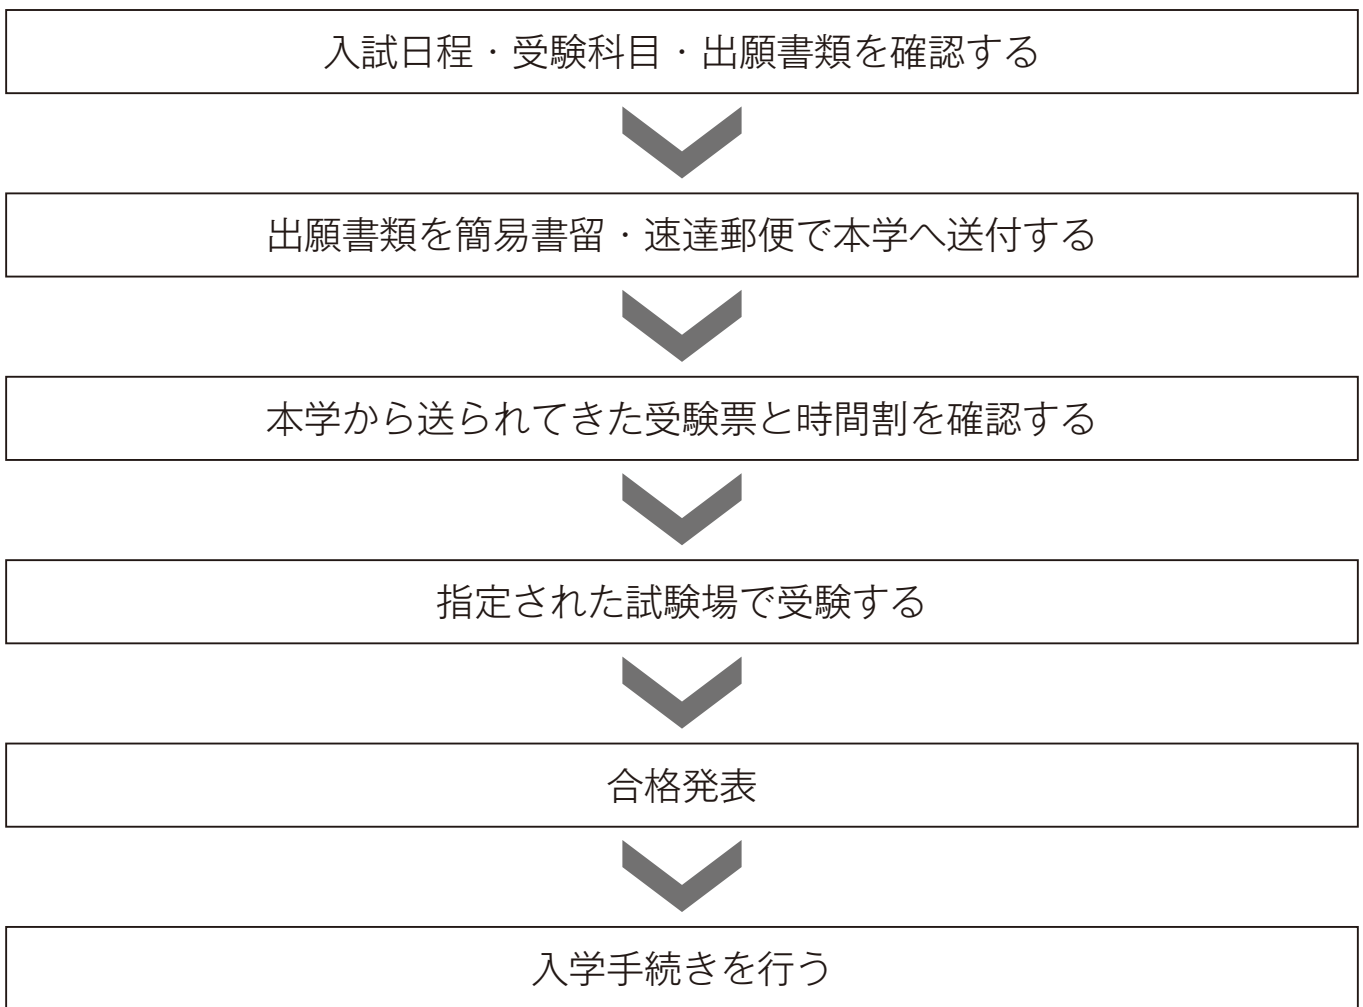 入試日程・受験科目・出願書類を確認する
出願書類を簡易書留・速達郵便で本学へ送付する
本学から送られてきた受験票と時間割を確認する
指定された試験場で受験する
合格発表
入学手続きを行う